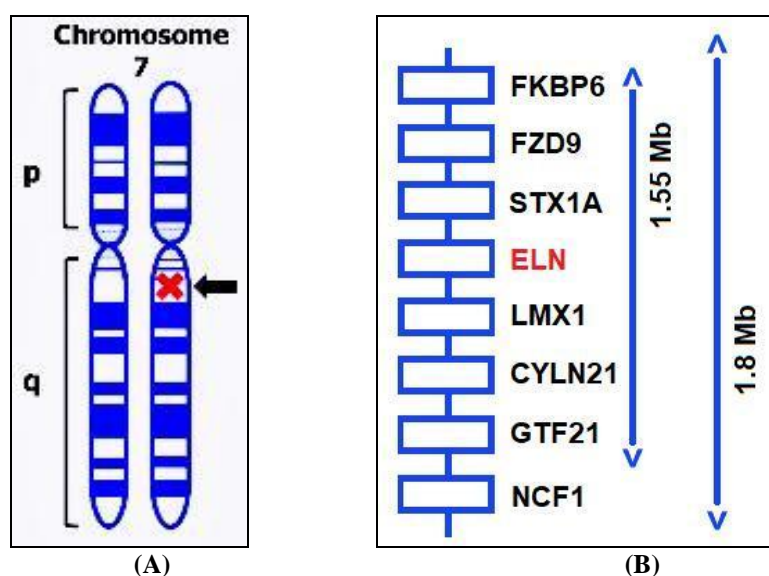 Chromosome
7
p
q
(A)
FKBP6
FZD9
STX1A
ELN
LMX1
CYLN21
GTF21
NCF1
1.55 Mb
1.8 Mb
(B)